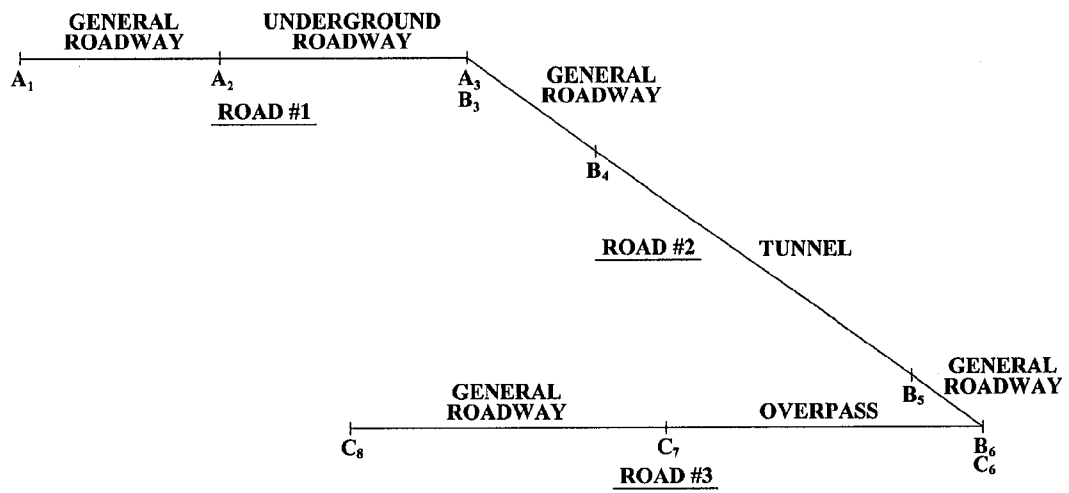 GENERAL
ROADWAY
UNDERGROUND
ROADWAY
A₁
A₂
A₃
B₃
GENERAL
ROADWAY
ROAD #1
B₄
ROAD #2
TUNNEL
GENERAL
ROADWAY
B₅
GENERAL
ROADWAY
OVERPASS
C₈
C₇
B₆
C₆
ROAD #3